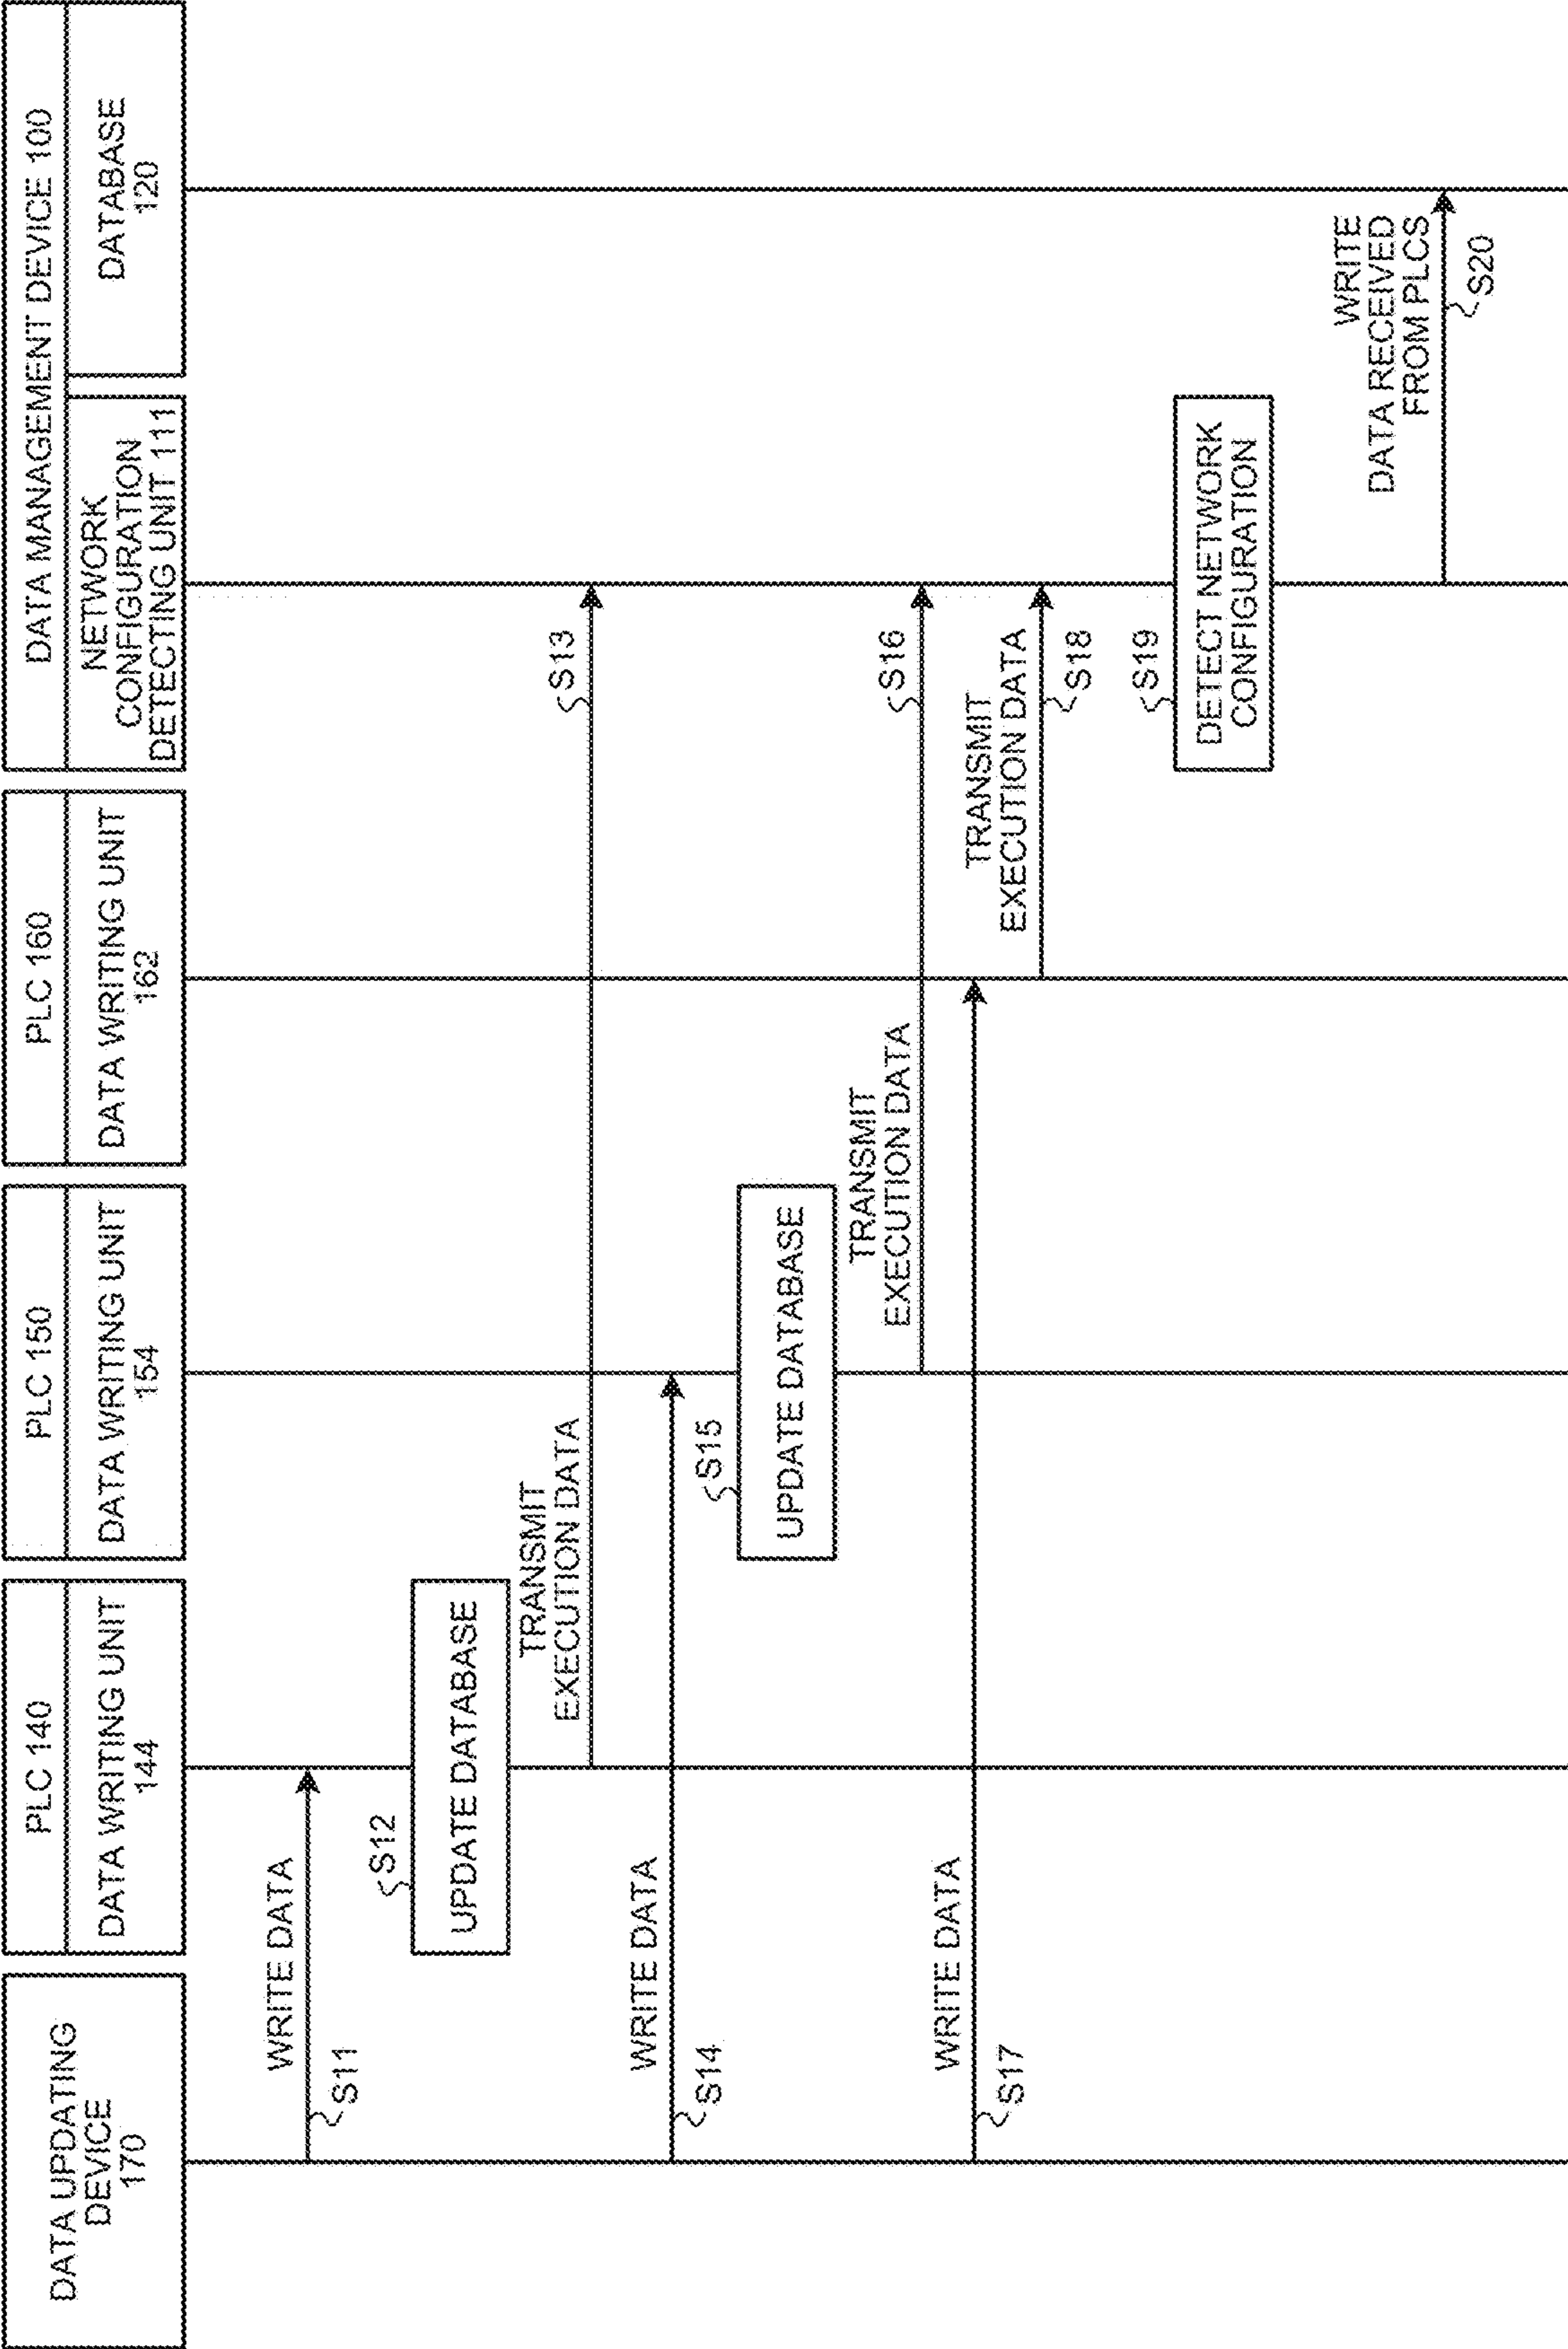 DATA UPDATING
DEVICE
170
PLC 140
DATA WRITING UNIT
144
PLC 150
DATA WRITING UNIT
154
PLC 160
DATA WRITING UNIT
162
DATA MANAGEMENT DEVICE 100
NETWORK
CONFIGURATION
DETECTING UNIT 111
DATABASE
120
WRITE DATA
S11
S12
UPDATE DATABASE
TRANSMIT
EXECUTION DATA
S13
WRITE DATA
S14
S15
UPDATE DATABASE
TRANSMIT
EXECUTION DATA
S16
WRITE DATA
S17
TRANSMIT
EXECUTION DATA
S18
S19
DETECT NETWORK
CONFIGURATION
WRITE
DATA RECEIVED
FROM PLCS
S20